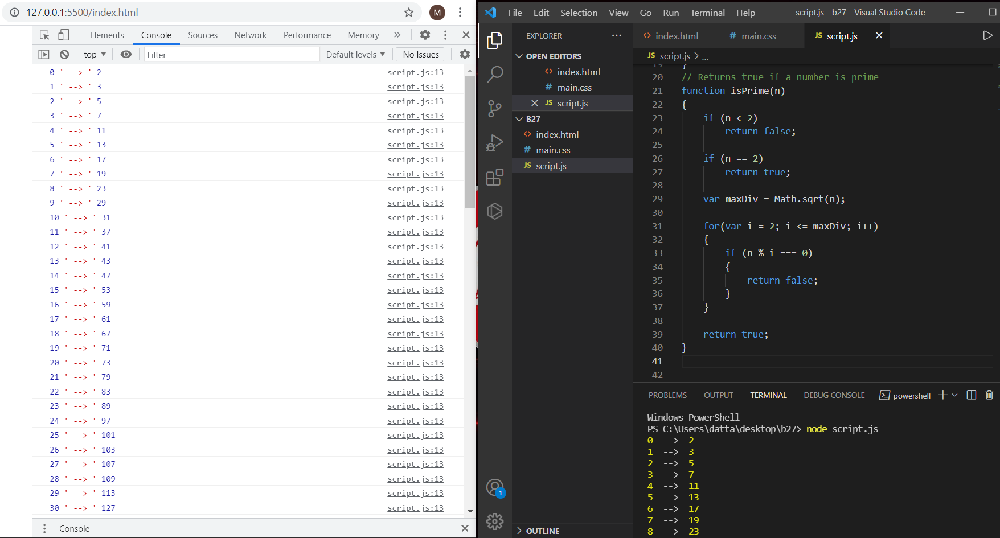 127.0.0.1:5500/index.html
M
Elements Console Sources Network Performance Memory »
top ▼ Filter Default levels ▼ No Issues
0 ' --> ' 2 script.js:13
1 ' --> ' 3 script.js:13
2 ' --> ' 5 script.js:13
3 ' --> ' 7 script.js:13
4 ' --> ' 11 script.js:13
5 ' --> ' 13 script.js:13
6 ' --> ' 17 script.js:13
7 ' --> ' 19 script.js:13
8 ' --> ' 23 script.js:13
9 ' --> ' 29 script.js:13
10 ' --> ' 31 script.js:13
11 ' --> ' 37 script.js:13
12 ' --> ' 41 script.js:13
13 ' --> ' 43 script.js:13
14 ' --> ' 47 script.js:13
15 ' --> ' 53 script.js:13
16 ' --> ' 59 script.js:13
17 ' --> ' 61 script.js:13
18 ' --> ' 67 script.js:13
19 ' --> ' 71 script.js:13
20 ' --> ' 73 script.js:13
21 ' --> ' 79 script.js:13
22 ' --> ' 83 script.js:13
23 ' --> ' 89 script.js:13
24 ' --> ' 97 script.js:13
25 ' --> ' 101 script.js:13
26 ' --> ' 103 script.js:13
27 ' --> ' 107 script.js:13
28 ' --> ' 109 script.js:13
29 ' --> ' 113 script.js:13
30 ' --> ' 127 script.js:13
Console
File Edit Selection View Go Run Terminal Help script.js - b27 - Visual Studio Code
EXPLORER ...
OPEN EDITORS
<> index.html
# main.css
JS script.js
B27
<> index.html
# main.css
JS script.js
OUTLINE
1
<> index.html # main.css JS script.js
JS script.js > ...
19 }
20 // Returns true if a number is prime
21 function isPrime(n)
22 {
23 if (n < 2)
24 return false;
25
26 if (n == 2)
27 return true;
28
29 var maxDiv = Math.sqrt(n);
30
31 for(var i = 2; i <= maxDiv; i++)
32 {
33 if (n % i === 0)
34 {
35 return false;
36 }
37 }
38
39 return true;
40 }
41
42
PROBLEMS OUTPUT TERMINAL DEBUG CONSOLE powershell
Windows PowerShell
PS C:\Users\datta\desktop\b27> node script.js
0 --> 2
1 --> 3
2 --> 5
3 --> 7
4 --> 11
5 --> 13
6 --> 17
7 --> 19
8 --> 23